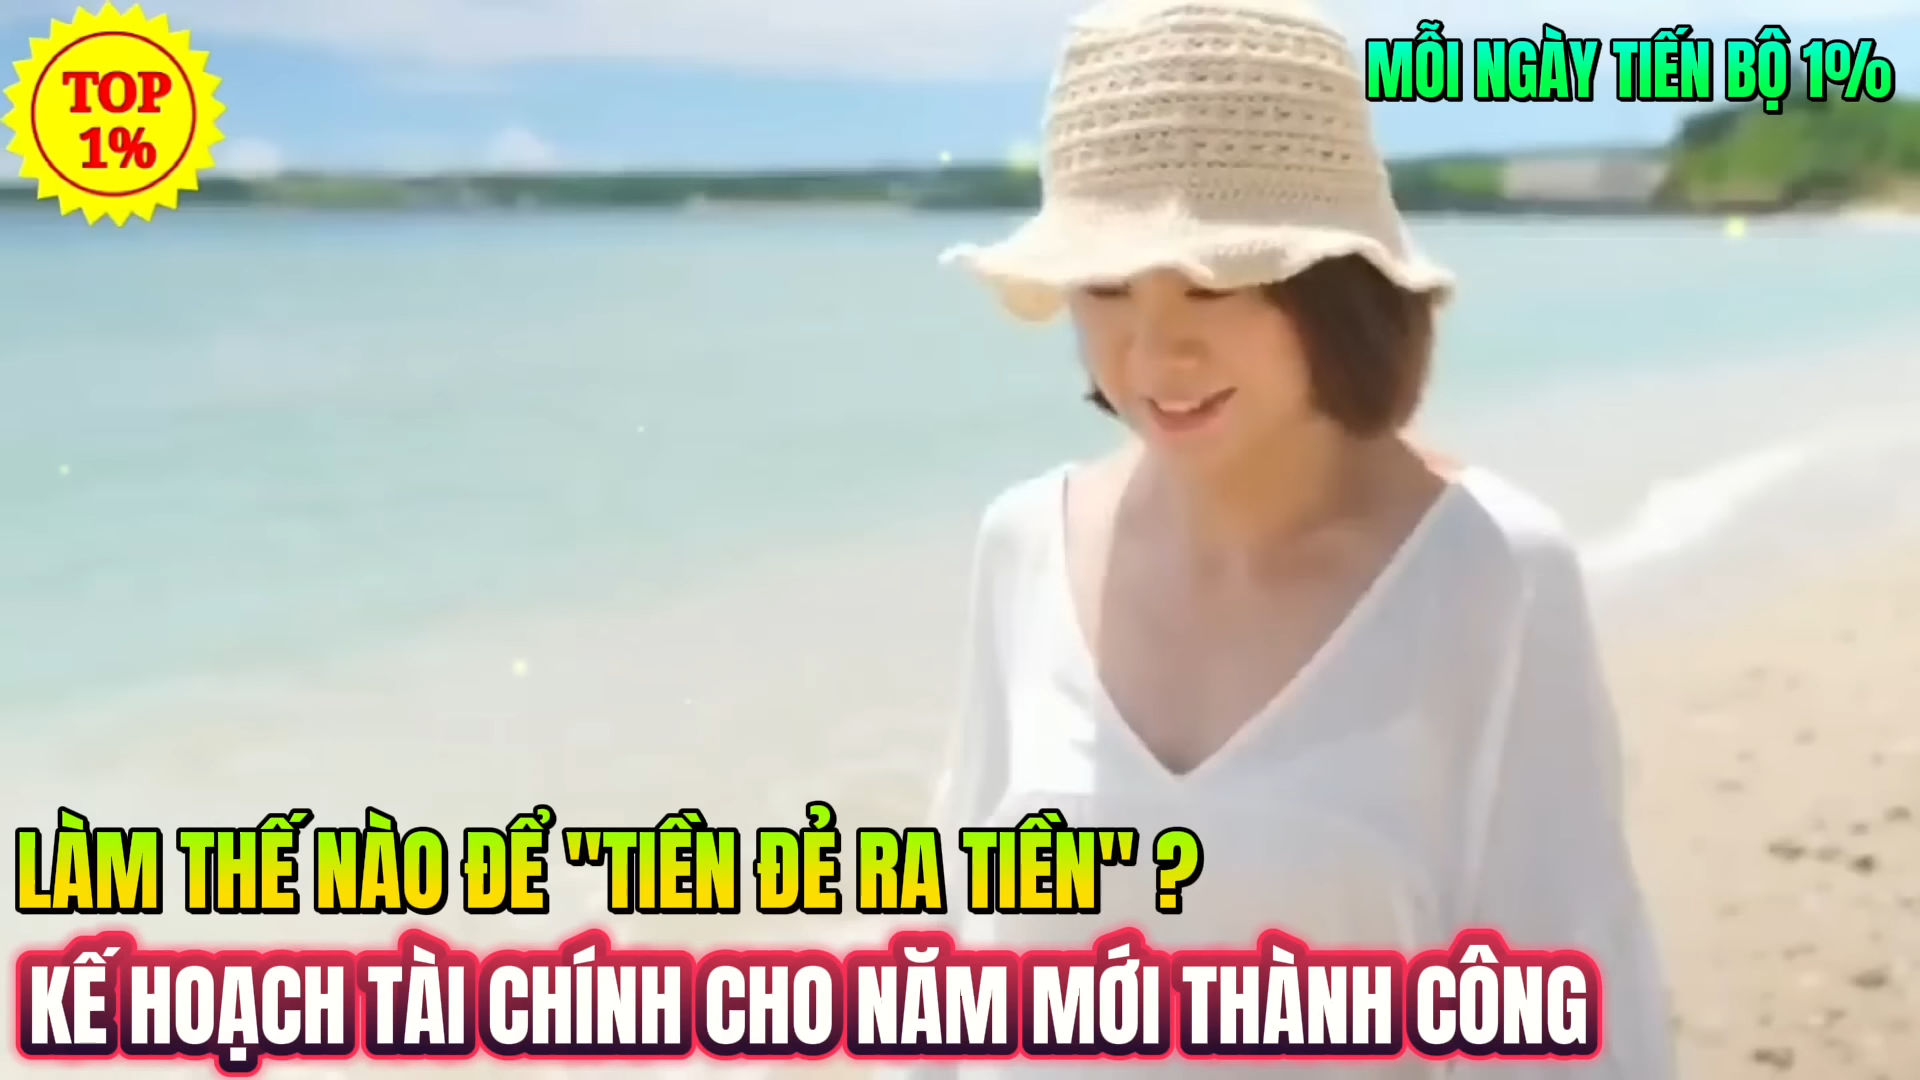 TOP
1%
MỖI NGÀY TIẾN BỘ 1%
LÀM THẾ NÀO ĐỂ "TIỀN ĐẺ RA TIỀN" ?
KẾ HOẠCH TÀI CHÍNH CHO NĂM MỚI THÀNH CÔNG